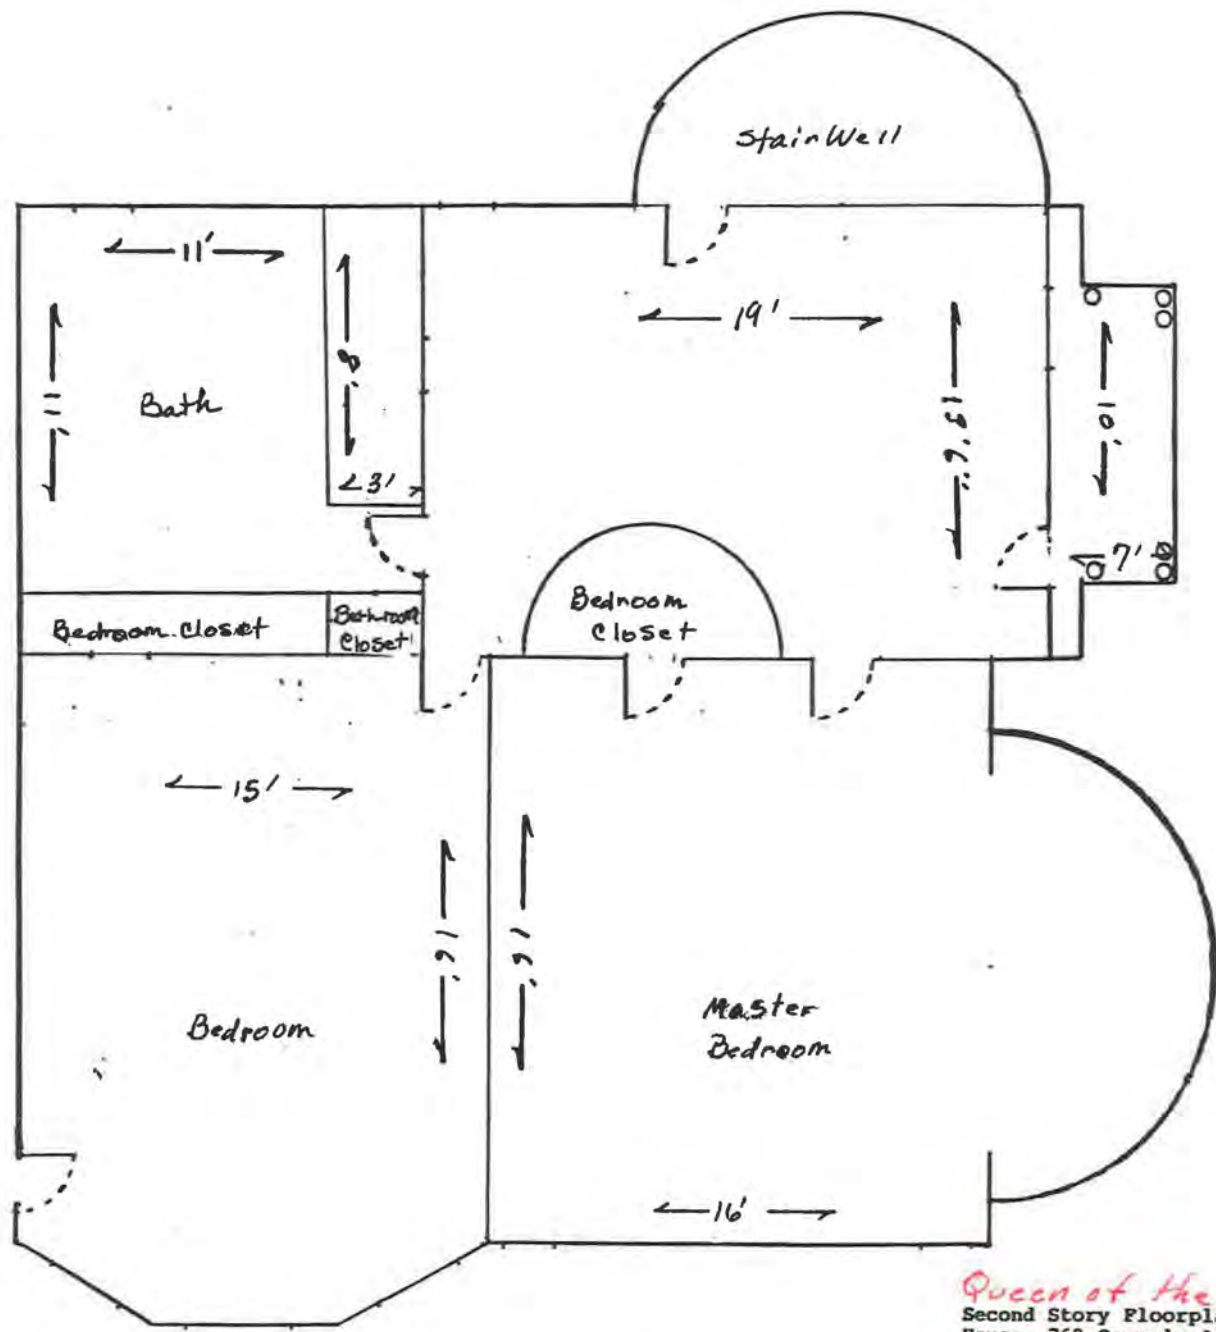 StairWell
11'
8'
19'
11'
Bath
13'6"
10'
3'
7'
Bedroom Closet
Bathroom
Closet
Bedroom
Closet
15'
16'
16'
Bedroom
Master
Bedroom
16'
Queen of the
Second Story Floorpla